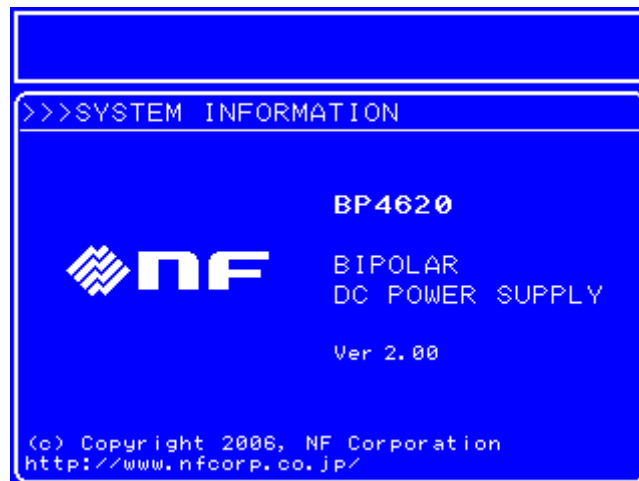 >>>SYSTEM INFORMATION
BP4620
nF
BIPOLAR
DC POWER SUPPLY
Ver 2.00
(c) Copyright 2006, NF Corporation
http://www.nfcorp.co.jp/